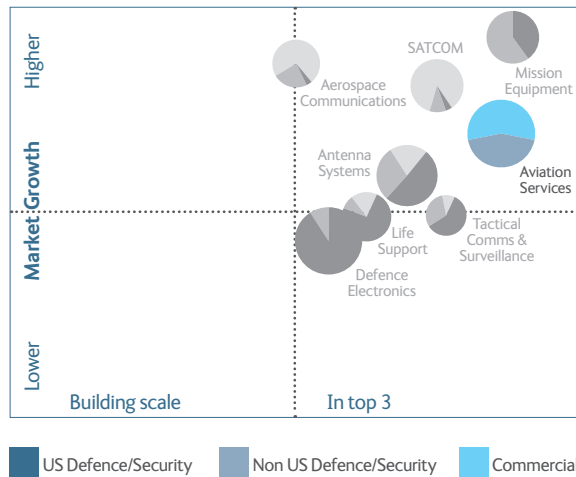 Higher
Market Growth
Lower
SATCOM
Aerospace
Communications
Mission
Equipment
Antenna
Systems
Aviation
Services
Life
Support
Tactical
Comms &
Surveillance
Defence
Electronics
Building scale
In top 3
US Defence/Security
Non US Defence/Security
Commercial